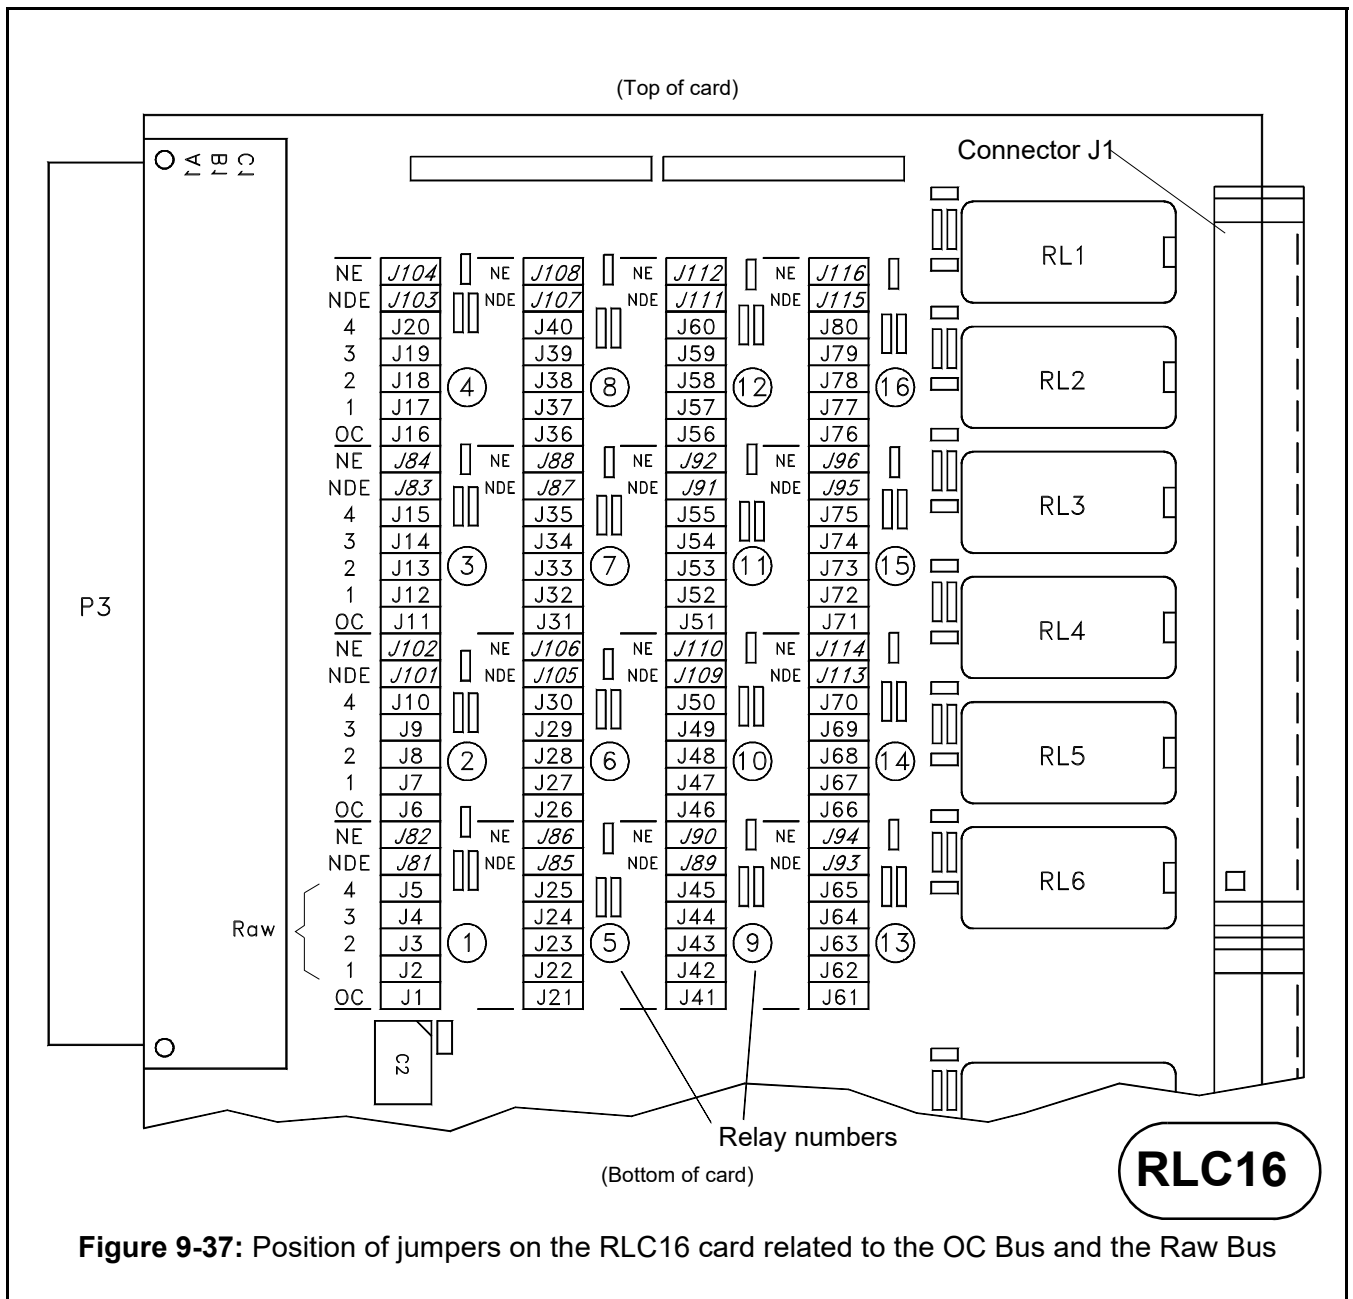 (Top of card)
Connector J1
A1 B1 C1
P3
NE J104 NE J108 NE J112 NE J116
NDE J103 NDE J107 NDE J111 NDE J115
4 J20 J40 J60 J80
3 J19 J39 J59 J79
2 J18 4 J38 8 J58 12 J78 16
1 J17 J37 J57 J77
OC J16 J36 J56 J76
NE J84 NE J88 NE J92 NE J96
NDE J83 NDE J87 NDE J91 NDE J95
4 J15 J35 J55 J75
3 J14 J34 J54 J74
2 J13 3 J33 7 J53 11 J73 15
1 J12 J32 J52 J72
OC J11 J31 J51 J71
NE J102 NE J106 NE J110 NE J114
NDE J101 NDE J105 NDE J109 NDE J113
4 J10 J30 J50 J70
3 J9 J29 J49 J69
2 J8 2 J28 6 J48 10 J68 14
1 J7 J27 J47 J67
OC J6 J26 J46 J66
NE J82 NE J86 NE J90 NE J94
NDE J81 NDE J85 NDE J89 NDE J93
4 J5 J25 J45 J65
3 J4 J24 J44 J64
Raw
2 J3 1 J23 5 J43 9 J63 13
1 J2 J22 J42 J62
OC J1 J21 J41 J61
RL1
RL2
RL3
RL4
RL5
RL6
C2
Relay numbers
(Bottom of card)
RLC16
Figure 9-37: Position of jumpers on the RLC16 card related to the OC Bus and the Raw Bus